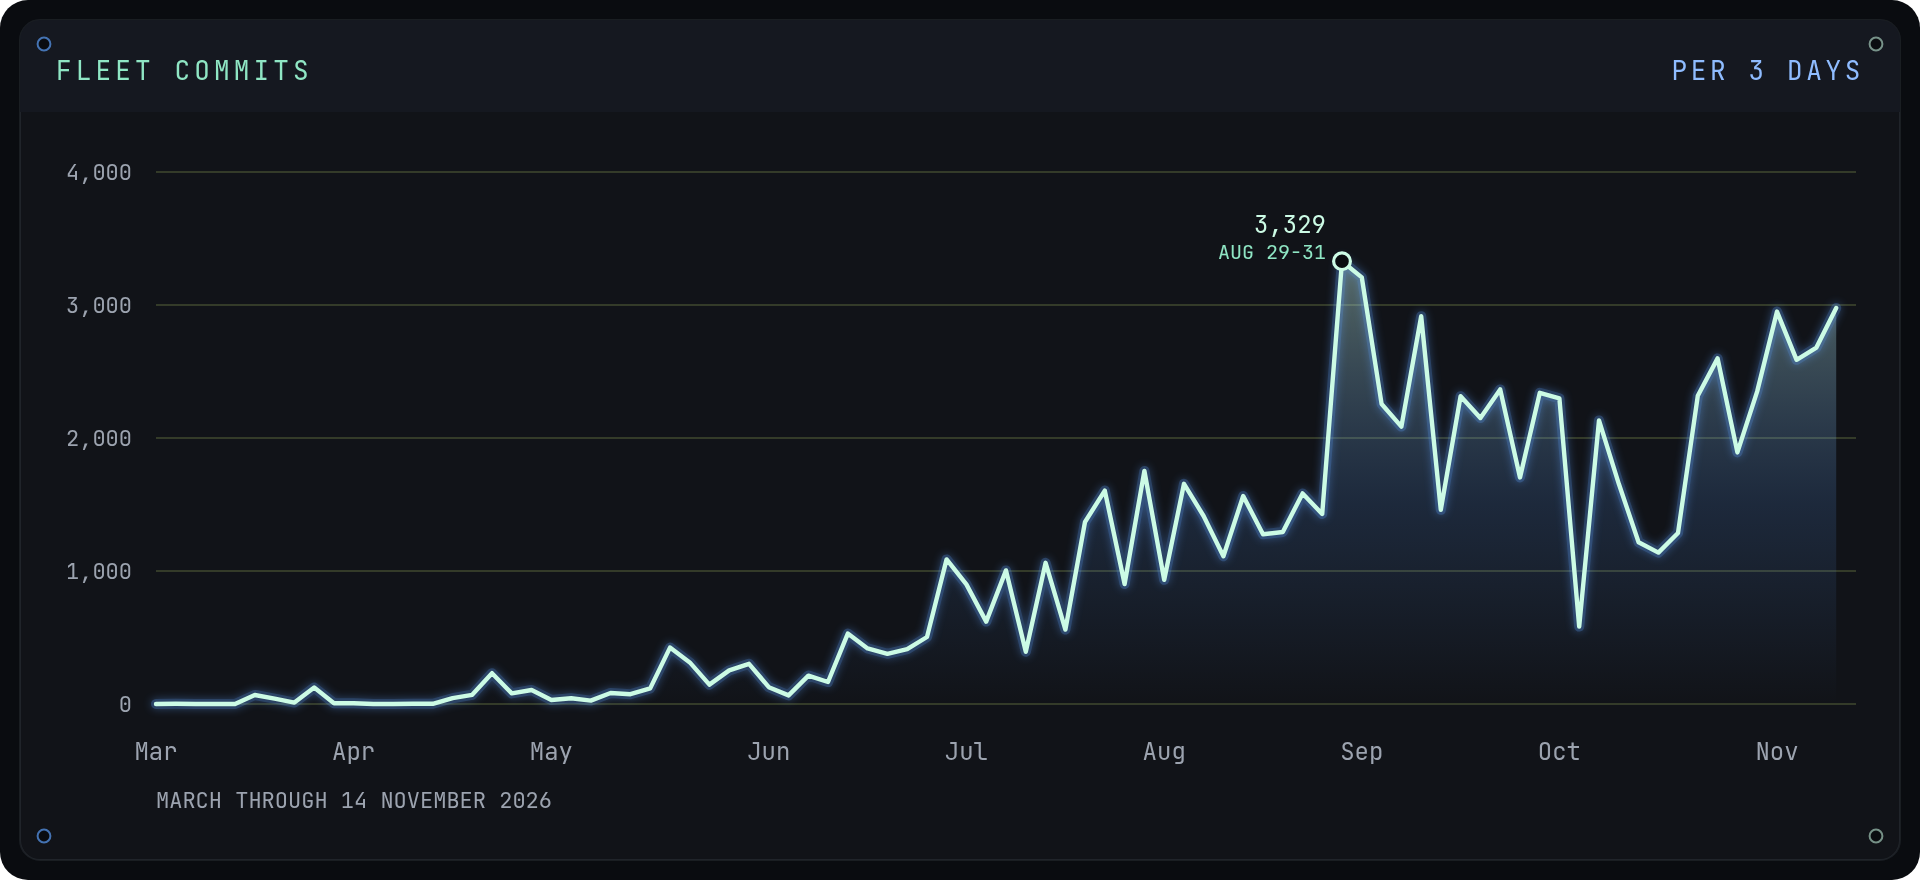 FLEET COMMITS
PER 3 DAYS
4,000
3,329
AUG 29-31
3,000
2,000
1,000
0
Mar Apr May Jun Jul Aug Sep Oct Nov
MARCH THROUGH 14 NOVEMBER 2026